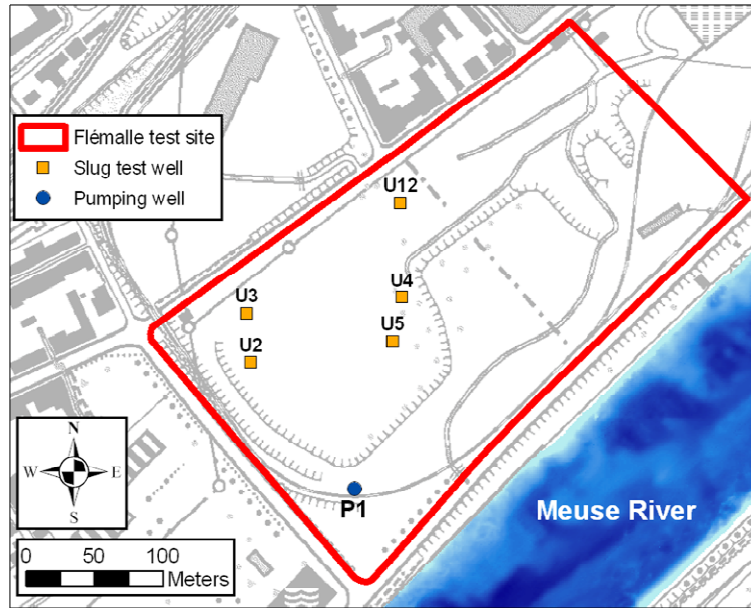 Flémalle test site
Slug test well
Pumping well
U12
U4
U3
U5
U2
N
W E
S
P1
Meuse River
0 50 100
Meters